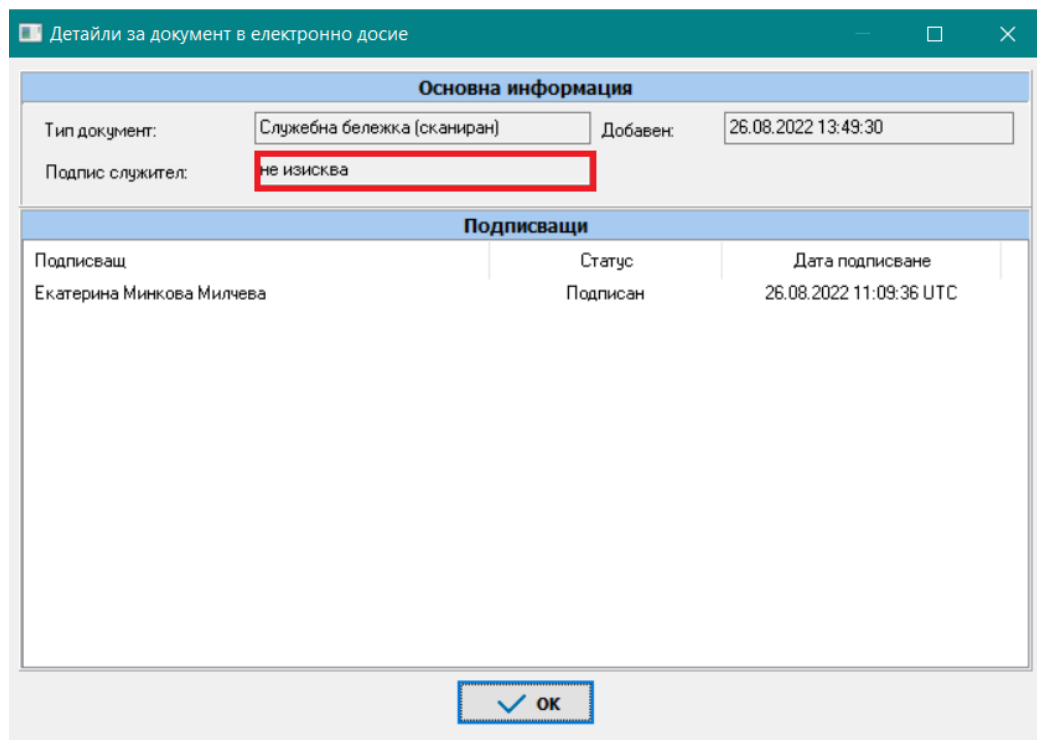 Детайли за документ в електронно досие
Основна информация
Тип документ: Служебна бележка (сканиран) Добавен: 26.08.2022 13:49:30
Подпис служител: не изисква
Подписващи
Подписващ Статус Дата подписване
Екатерина Минкова Милчева Подписан 26.08.2022 11:09:36 UTC
ОК